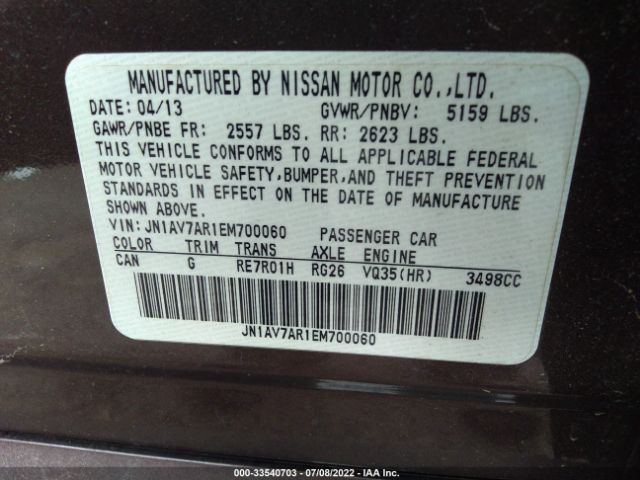 MANUFACTURED BY NISSAN MOTOR CO.,LTD.
DATE: 04/13 GVWR/PNBV: 5159 LBS.
GAWR/PNBE FR: 2557 LBS. RR: 2623 LBS.
THIS VEHICLE CONFORMS TO ALL APPLICABLE FEDERAL
MOTOR VEHICLE SAFETY,BUMPER,AND THEFT PREVENTION
STANDARDS IN EFFECT ON THE DATE OF MANUFACTURE
SHOWN ABOVE.
VIN: JN1AV7AR1EM700060 PASSENGER CAR
COLOR TRIM TRANS AXLE ENGINE
CAN G RE7R01H RG26 VQ35(HR) 3498CC
JN1AV7AR1EM700060
000-33540703 - 07/08/2022 - IAA Inc.